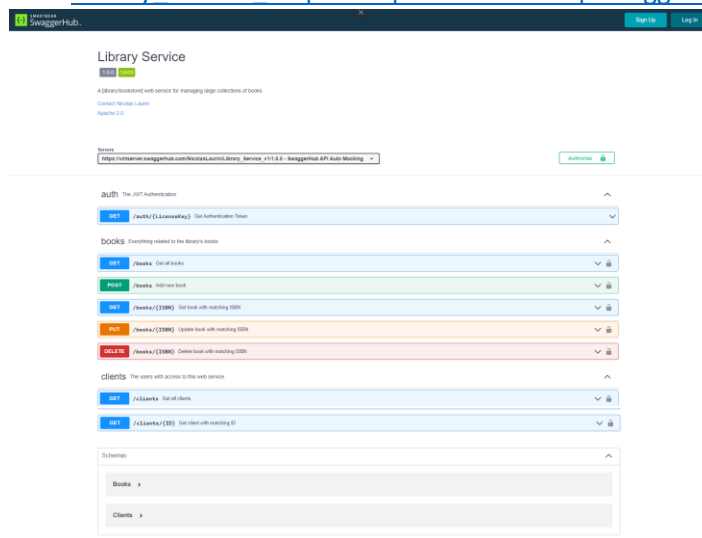 SMARTBEAR
SwaggerHub.
Sign Up
Log In
Library Service
1.0.0 OAS3
A [library/bookstore] web service for managing large collections of books.
Contact Nicolas Laurin
Apache 2.0
Servers
https://virtserver.swaggerhub.com/NicolasLaurin/Library_Service_v1/1.0.0 - SwaggerHub API Auto Mocking
Authorize
auth The JWT Authentication
GET /auth/{LicenseKey} Get Authentication Token
books Everything related to the library's books
GET /books Get all books
POST /books Add new book
GET /books/{ISBN} Get book with matching ISBN
PUT /books/{ISBN} Update book with matching ISBN
DELETE /books/{ISBN} Delete book with matching ISBN
clients The users with access to this web service
GET /clients Get all clients
GET /clients/{ID} Get client with matching ID
Schemas
Books
Clients